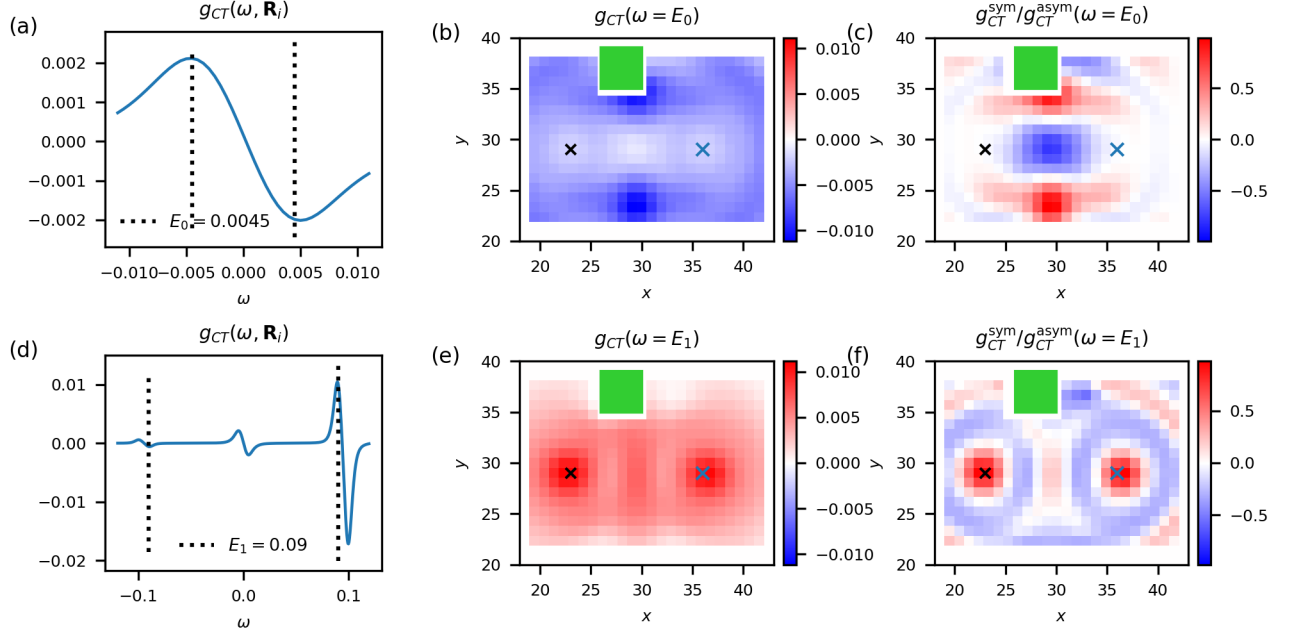 (a)
g_CT(ω, R_i)
0.002
0.001
0.000
−0.001
−0.002
E_0 = 0.0045
−0.010 −0.005 0.000 0.005 0.010
ω
(b)
g_CT(ω = E_0)
40
35
30
25
20
y
20 25 30 35 40
x
0.010
0.005
0.000
−0.005
−0.010
(c)
g_CT^sym/g_CT^asym(ω = E_0)
40
35
30
25
20
y
20 25 30 35 40
x
0.5
0.0
−0.5
(d)
g_CT(ω, R_i)
0.01
0.00
−0.01
−0.02
E_1 = 0.09
−0.1 0.0 0.1
ω
(e)
g_CT(ω = E_1)
40
35
30
25
20
y
20 25 30 35 40
x
0.010
0.005
0.000
−0.005
−0.010
(f)
g_CT^sym/g_CT^asym(ω = E_1)
40
35
30
25
20
y
20 25 30 35 40
x
0.5
0.0
−0.5